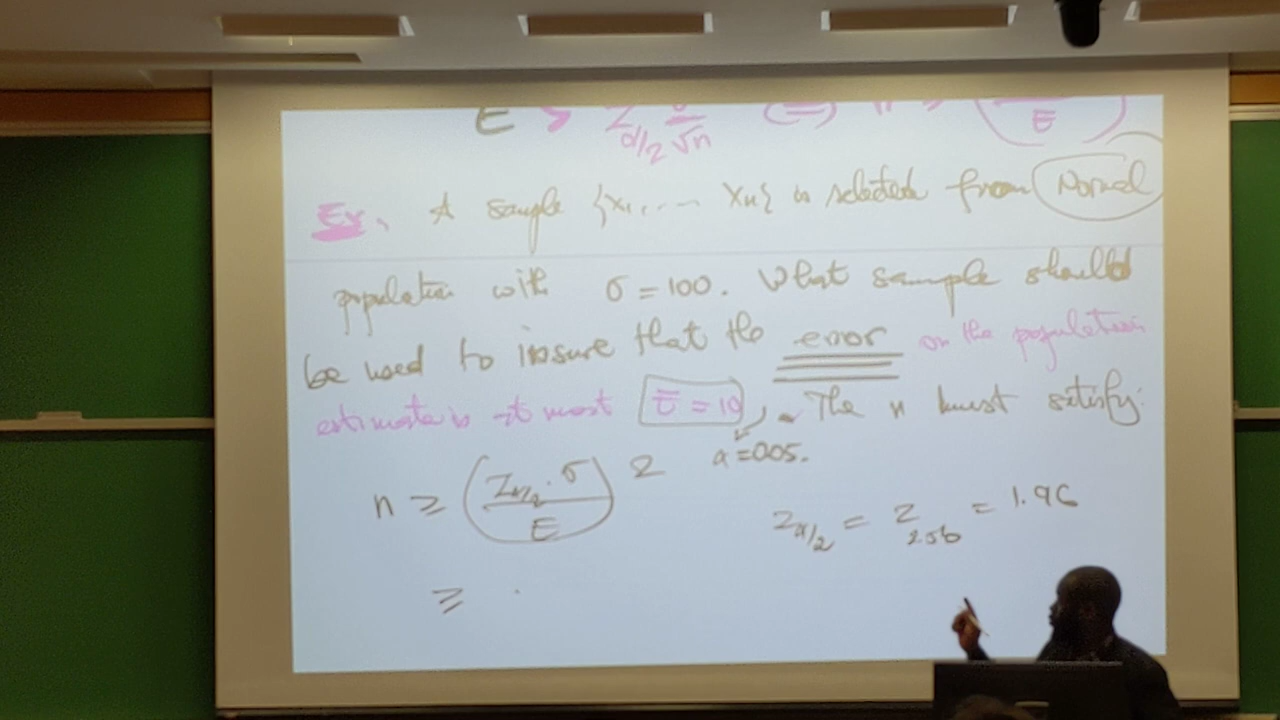 E > Z α/2 σ/√n ⟺ n > ( / E )
Ex. A sample {x1, .... xn} is selected from Normal
population with σ = 100. What sample should
be used to insure that the error on the population
estimate is at most E = 10. The n must satisfy:
α = 0.05.
n ≥ (Zα/2 . σ / E)2
Zα/2 = Z = 1.96
≥